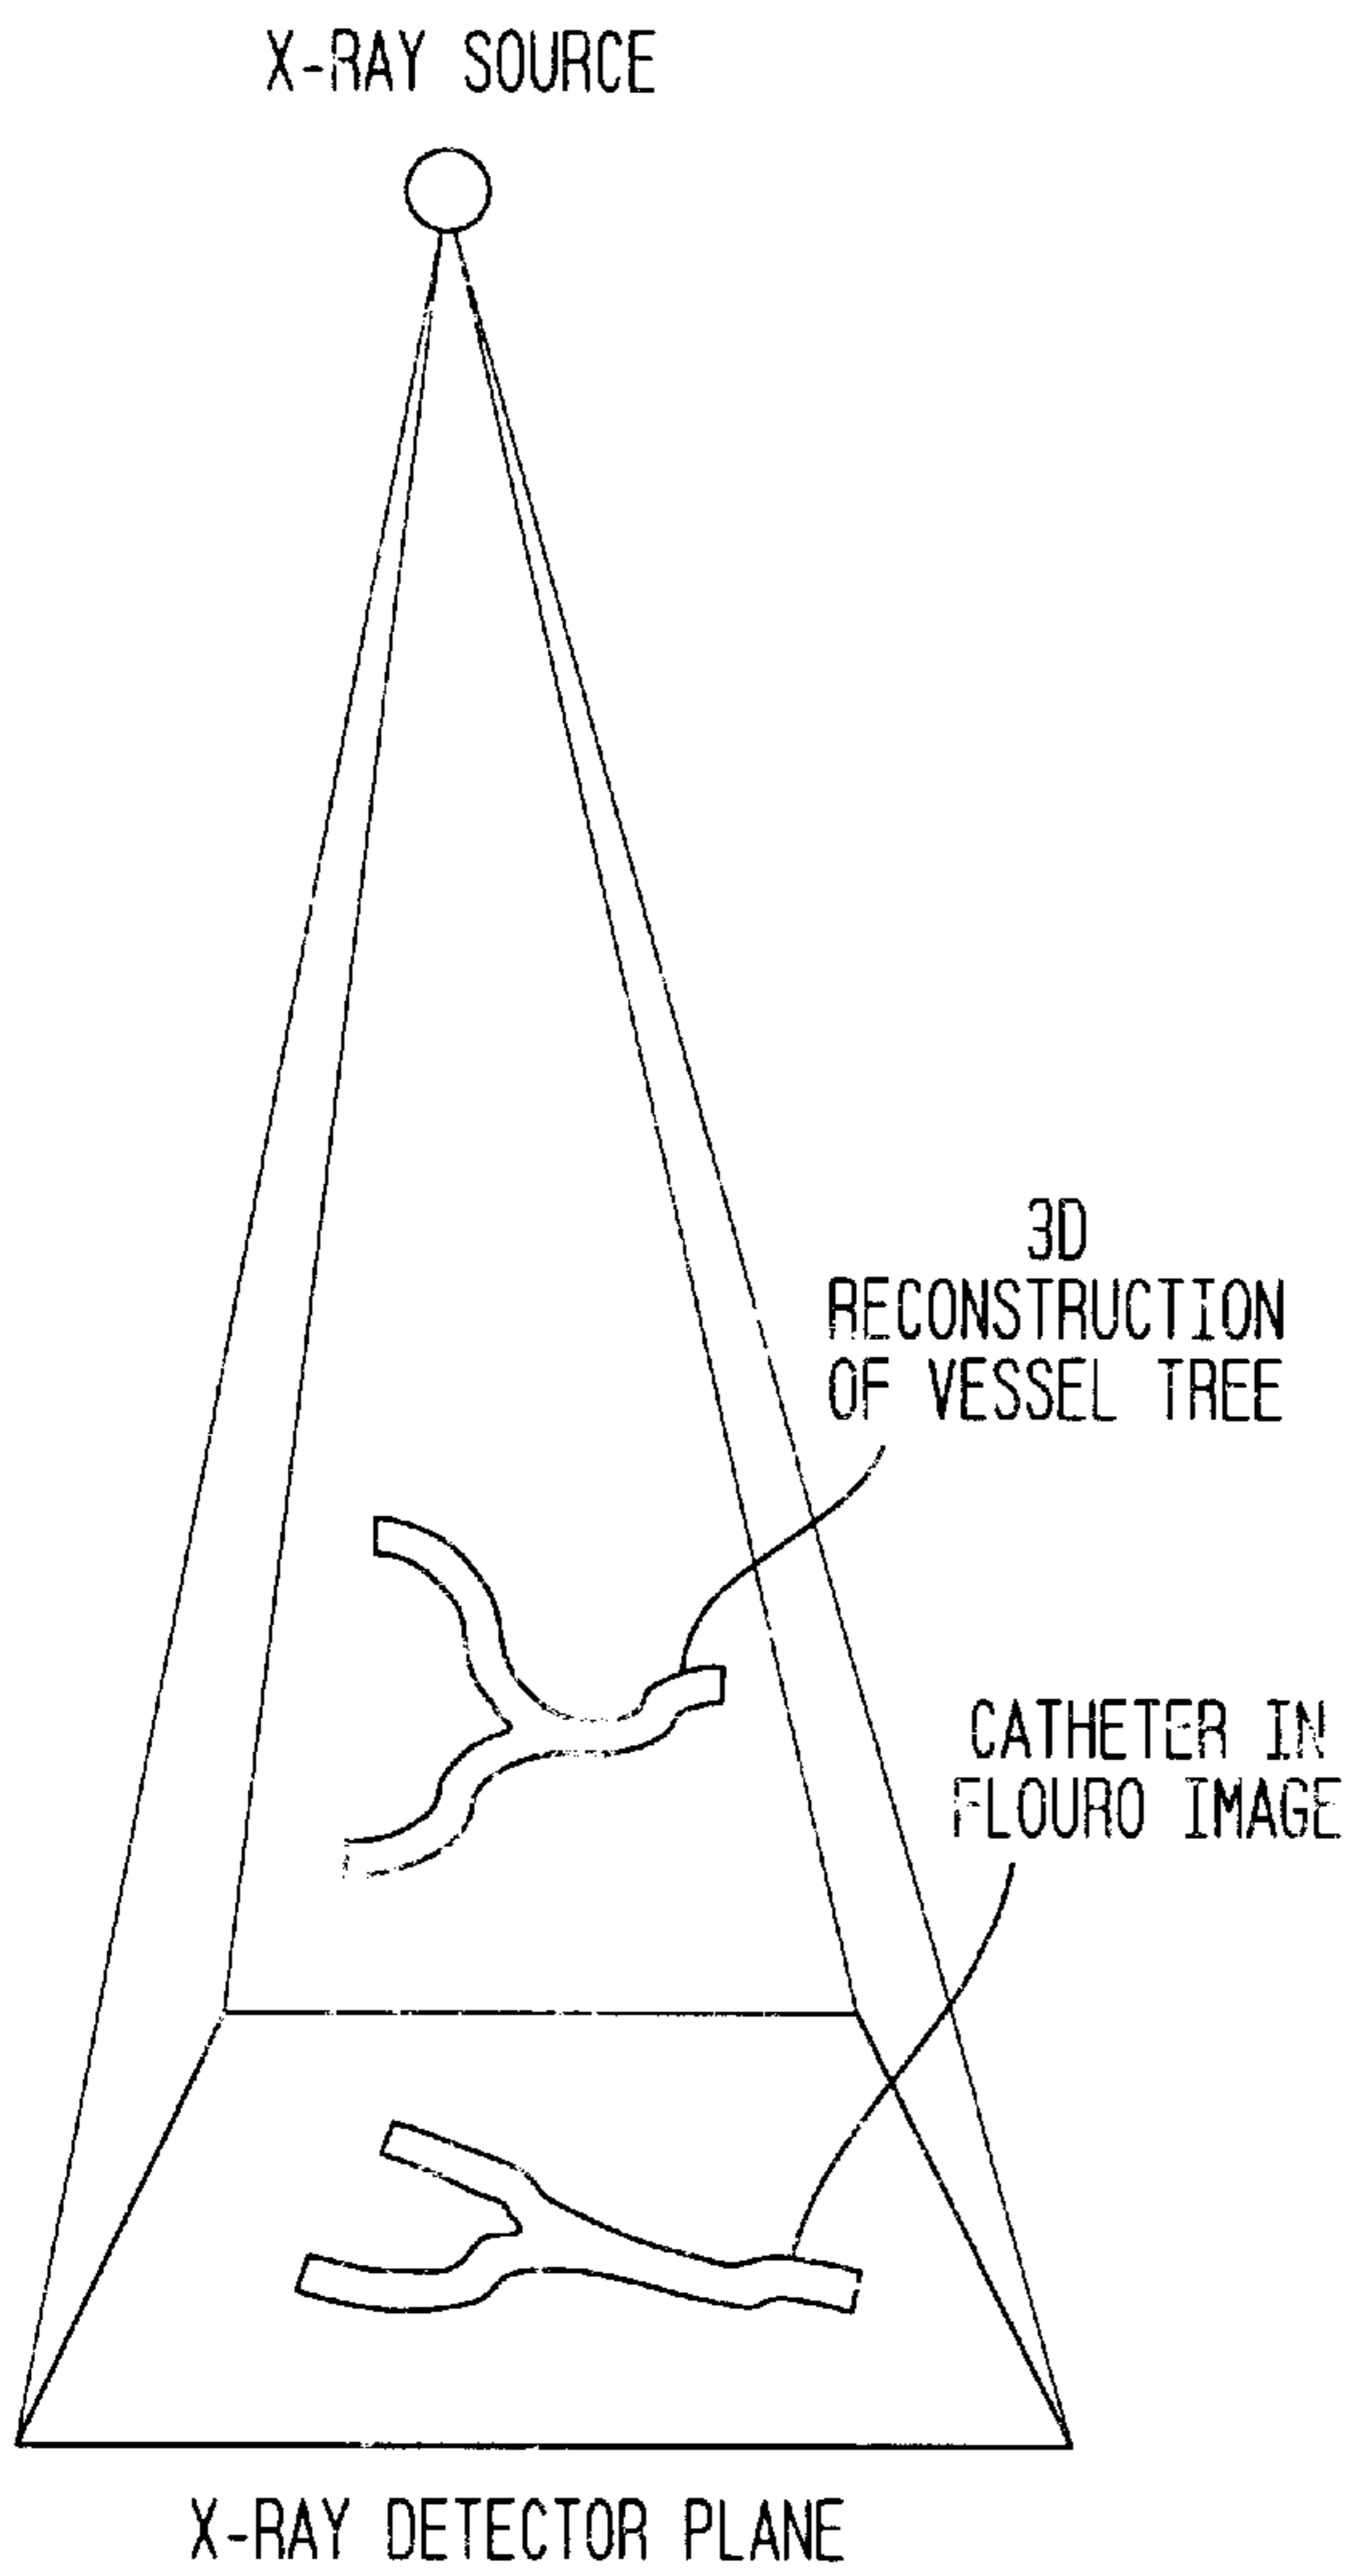 X-RAY SOURCE
3D
RECONSTRUCTION
OF VESSEL TREE
CATHETER IN
FLOURO IMAGE
X-RAY DETECTOR PLANE